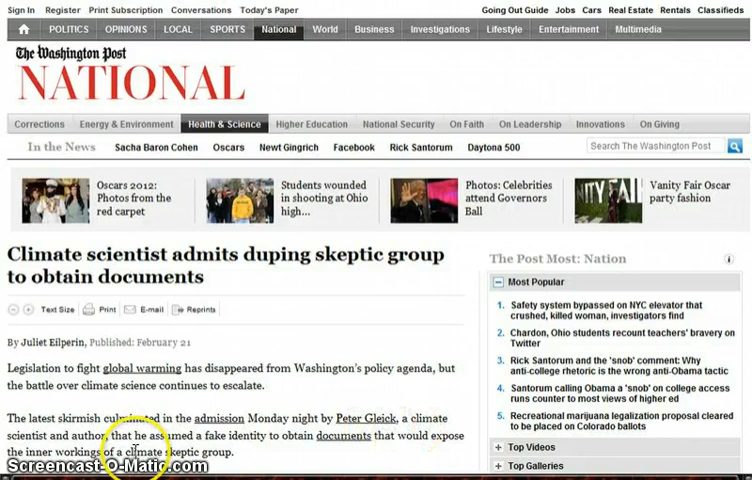 Sign In Register Print Subscription Conversations Today's Paper Going Out Guide Jobs Cars Real Estate Rentals Classifieds
POLITICS OPINIONS LOCAL SPORTS National World Business Investigations Lifestyle Entertainment Multimedia
The Washington Post
NATIONAL
Corrections Energy & Environment Health & Science Higher Education National Security On Faith On Leadership Innovations On Giving
In the News Sacha Baron Cohen Oscars Newt Gingrich Facebook Rick Santorum Daytona 500 Search The Washington Post
Oscars 2012:
Photos from the
red carpet
Students wounded
in shooting at Ohio
high...
Photos: Celebrities
attend Governors
Ball
NITY FAI
Vanity Fair Oscar
party fashion
Climate scientist admits duping skeptic group
to obtain documents
Text Size Print E-mail Reprints
By Juliet Eilperin, Published: February 21
Legislation to fight global warming has disappeared from Washington's policy agenda, but
the battle over climate science continues to escalate.
The latest skirmish culminated in the admission Monday night by Peter Gleick, a climate
scientist and author, that he assumed a fake identity to obtain documents that would expose
the inner workings of a climate skeptic group.
The Post Most: Nation
Most Popular
1. Safety system bypassed on NYC elevator that
crushed, killed woman, investigators find
2. Chardon, Ohio students recount teachers' bravery on
Twitter
3. Rick Santorum and the 'snob' comment: Why
anti-college rhetoric is the wrong anti-Obama tactic
4. Santorum calling Obama a 'snob' on college access
runs counter to most views of higher ed
5. Recreational marijuana legalization proposal cleared
to be placed on Colorado ballots
Top Videos
Top Galleries
Screencast-O-Matic.com